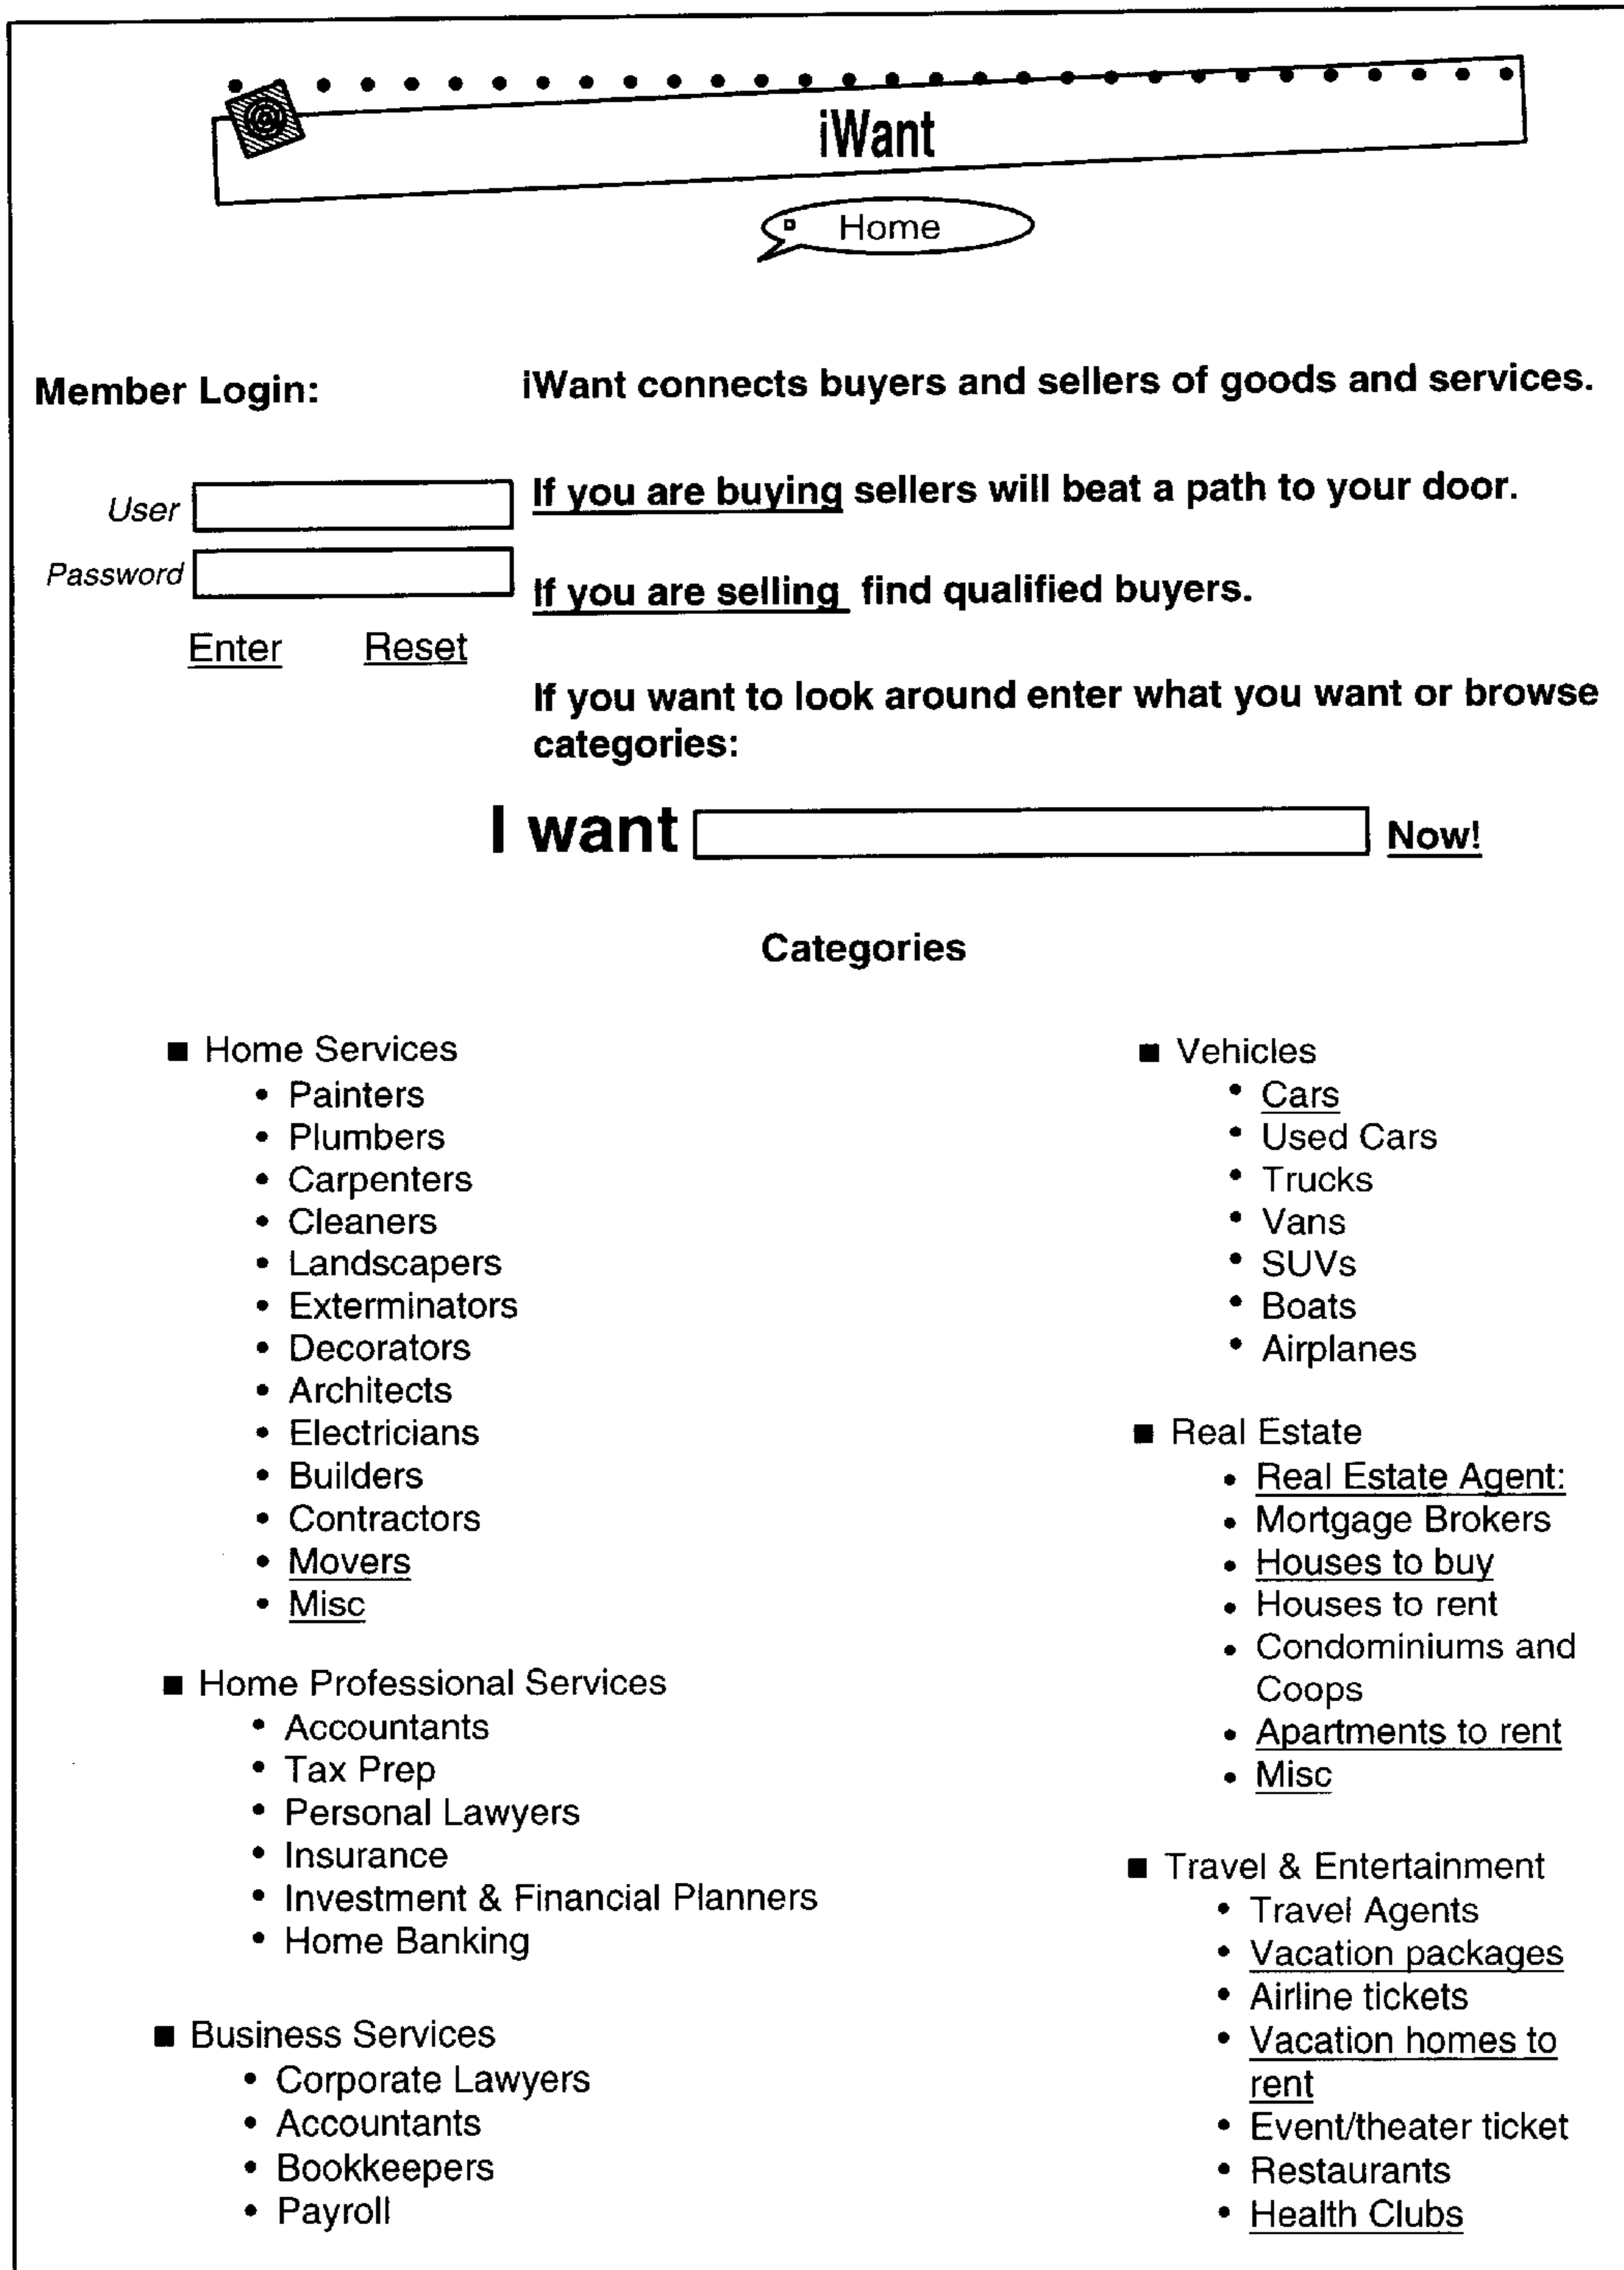 iWant
Home
Member Login:
User
Password
Enter Reset
iWant connects buyers and sellers of goods and services.
If you are buying sellers will beat a path to your door.
If you are selling find qualified buyers.
If you want to look around enter what you want or browse
categories:
I want Now!
Categories
■ Home Services
• Painters
• Plumbers
• Carpenters
• Cleaners
• Landscapers
• Exterminators
• Decorators
• Architects
• Electricians
• Builders
• Contractors
• Movers
• Misc
■ Home Professional Services
• Accountants
• Tax Prep
• Personal Lawyers
• Insurance
• Investment & Financial Planners
• Home Banking
■ Business Services
• Corporate Lawyers
• Accountants
• Bookkeepers
• Payroll
■ Vehicles
• Cars
• Used Cars
• Trucks
• Vans
• SUVs
• Boats
• Airplanes
■ Real Estate
• Real Estate Agent:
• Mortgage Brokers
• Houses to buy
• Houses to rent
• Condominiums and
Coops
• Apartments to rent
• Misc
■ Travel & Entertainment
• Travel Agents
• Vacation packages
• Airline tickets
• Vacation homes to
rent
• Event/theater ticket
• Restaurants
• Health Clubs